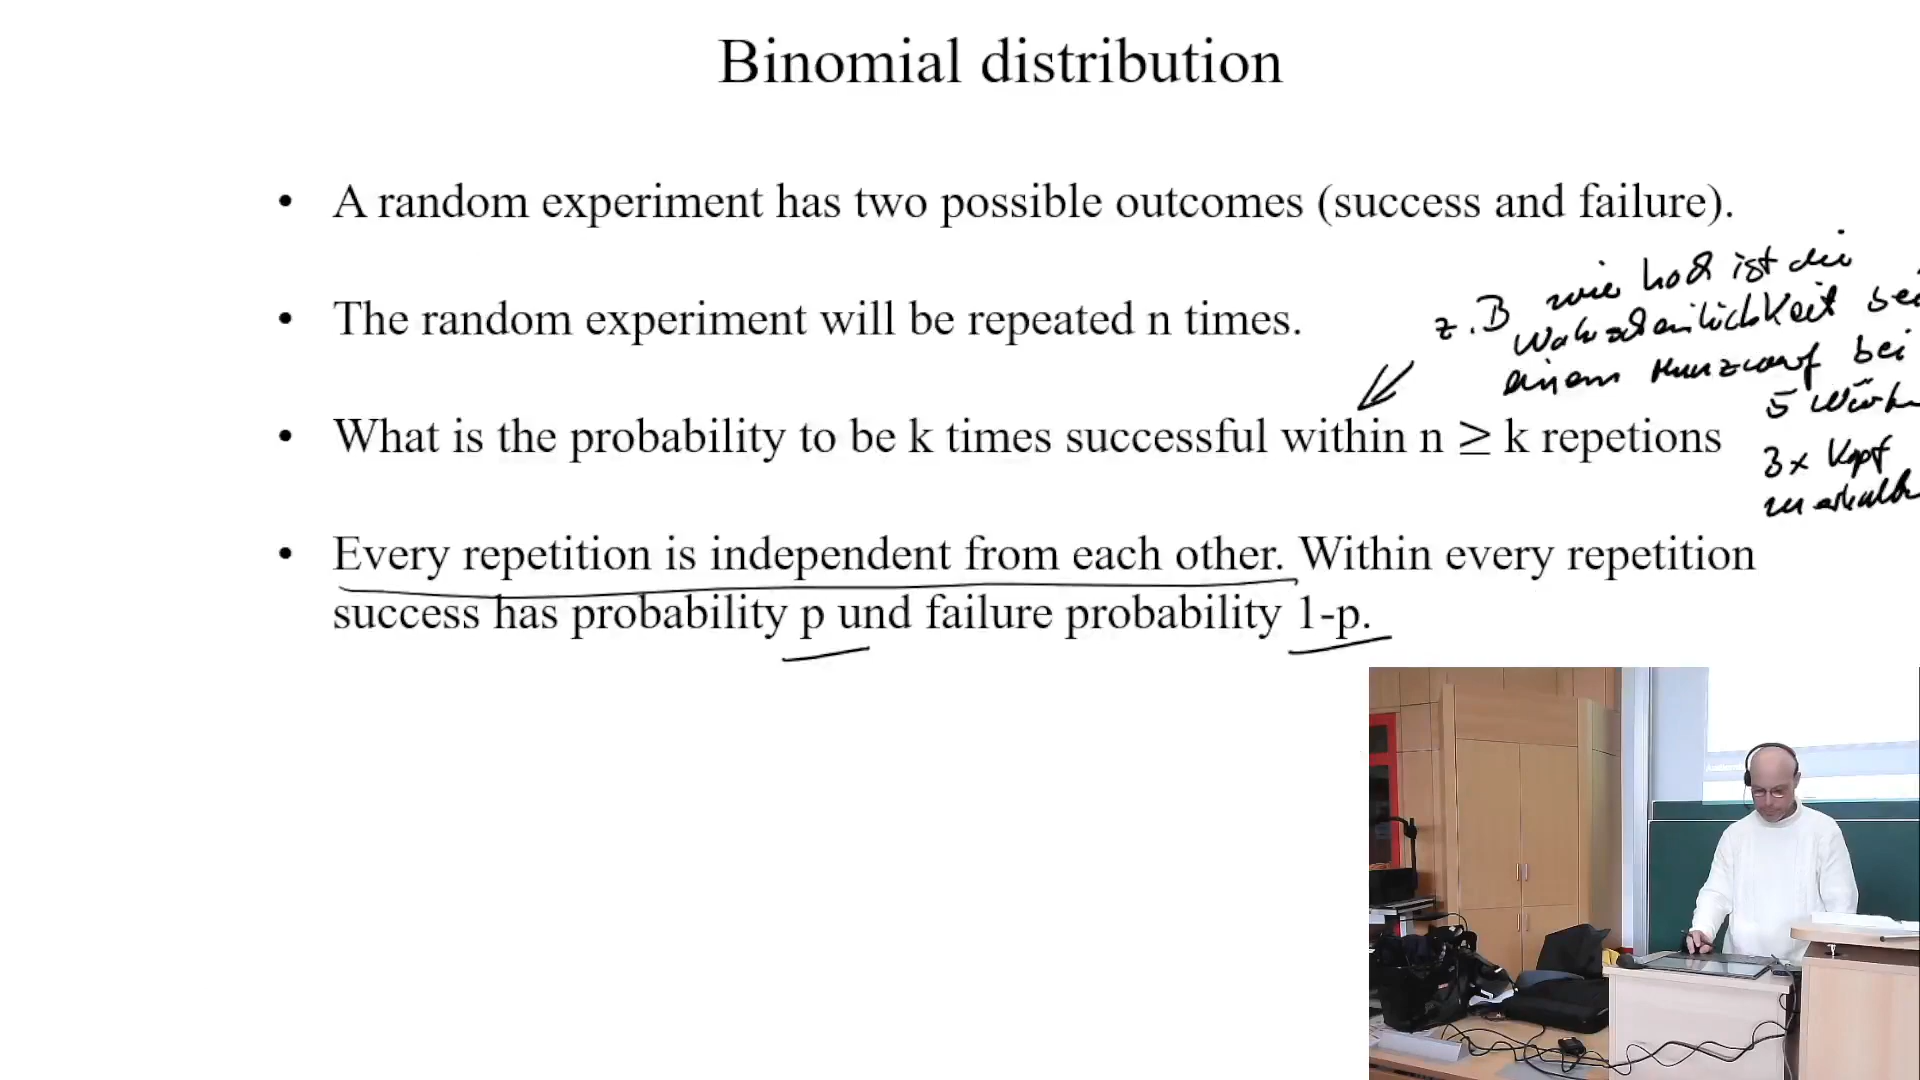 Binomial distribution
• A random experiment has two possible outcomes (success and failure).
z.B wie hoch ist die
Wahrscheinlichkeit bei
einem Münzwurf bei
5 Würfen
3x Kopf
zu erhalten
• The random experiment will be repeated n times.
• What is the probability to be k times successful within n ≥ k repetions
• Every repetition is independent from each other. Within every repetition
success has probability p und failure probability 1-p.